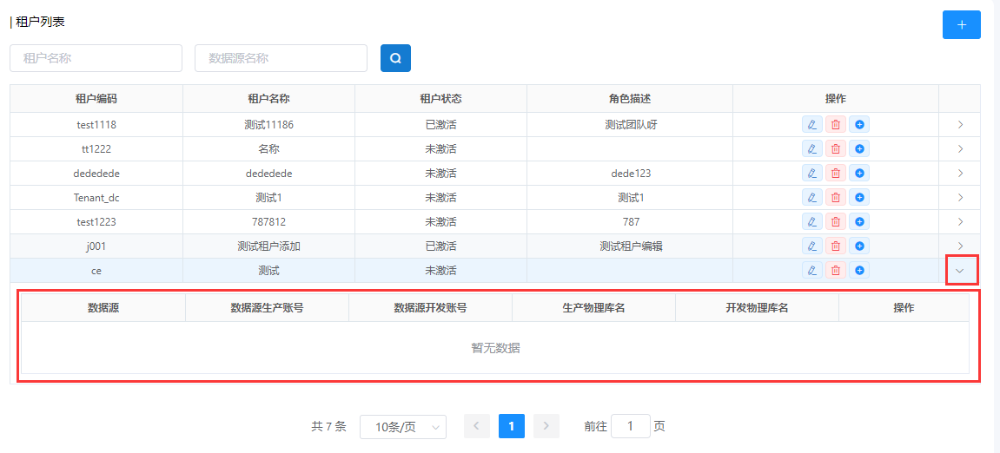 租户列表
租户名称 数据源名称
租户编码 租户名称 租户状态 角色描述 操作
test1118 测试11186 已激活 测试团队呀
tt1222 名称 未激活
dededede dededede 未激活 dede123
Tenant_dc 测试1 未激活 测试1
test1223 787812 未激活 787
j001 测试租户添加 已激活 测试租户编辑
ce 测试 未激活
数据源 数据源生产账号 数据源开发账号 生产物理库名 开发物理库名 操作
暂无数据
共 7 条 10条/页 1 前往 1 页